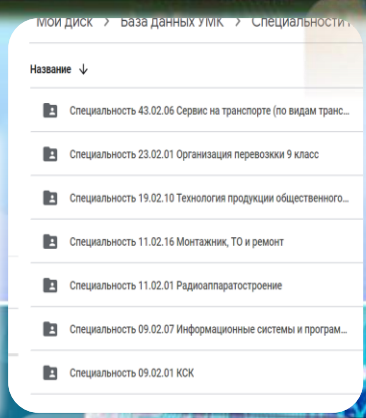 Мой диск > База данных УМК > Специальности
Название ↓
Специальность 43.02.06 Сервис на транспорте (по видам транс...
Специальность 23.02.01 Организация перевозкки 9 класс
Специальность 19.02.10 Технология продукции общественного...
Специальность 11.02.16 Монтажник, ТО и ремонт
Специальность 11.02.01 Радиоаппаратостроение
Специальность 09.02.07 Информационные системы и програм...
Специальность 09.02.01 КСК